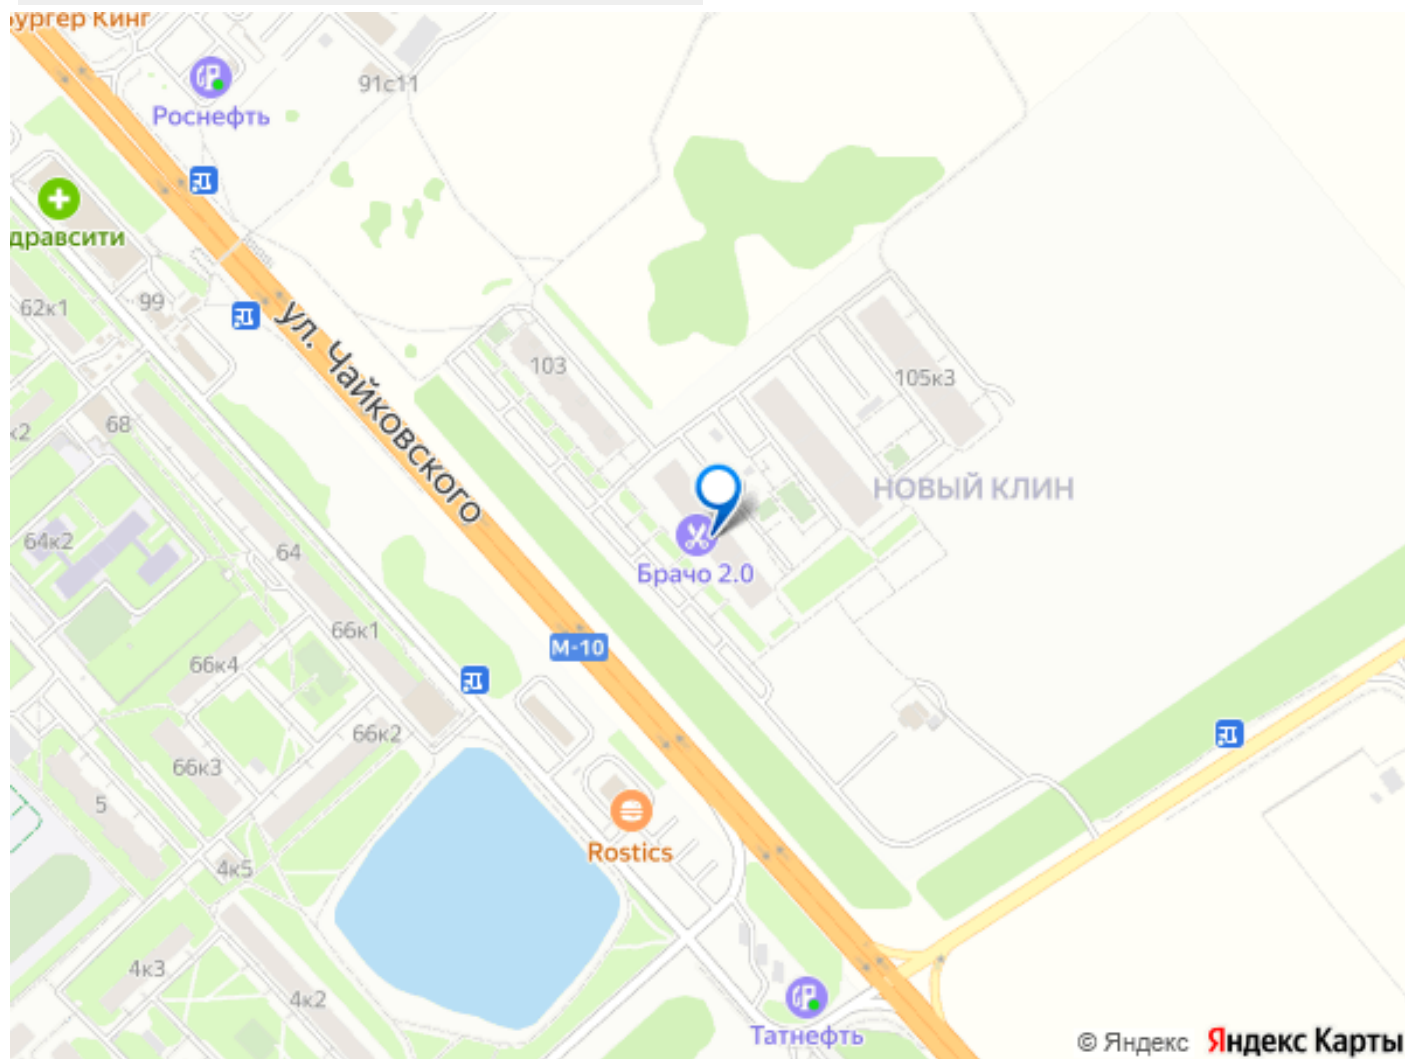 ургер Кинг
91с11
Роснефть
дравсити
62к1
99
ул. Чайковского
103
105к3
к2
68
НОВЫЙ КЛИН
64к2
64
Брачо 2.0
66к1
М-10
66к4
66к2
66к3
5
Rostics
4к5
4к3
4к2
Татнефть
© Яндекс Яндекс Карты